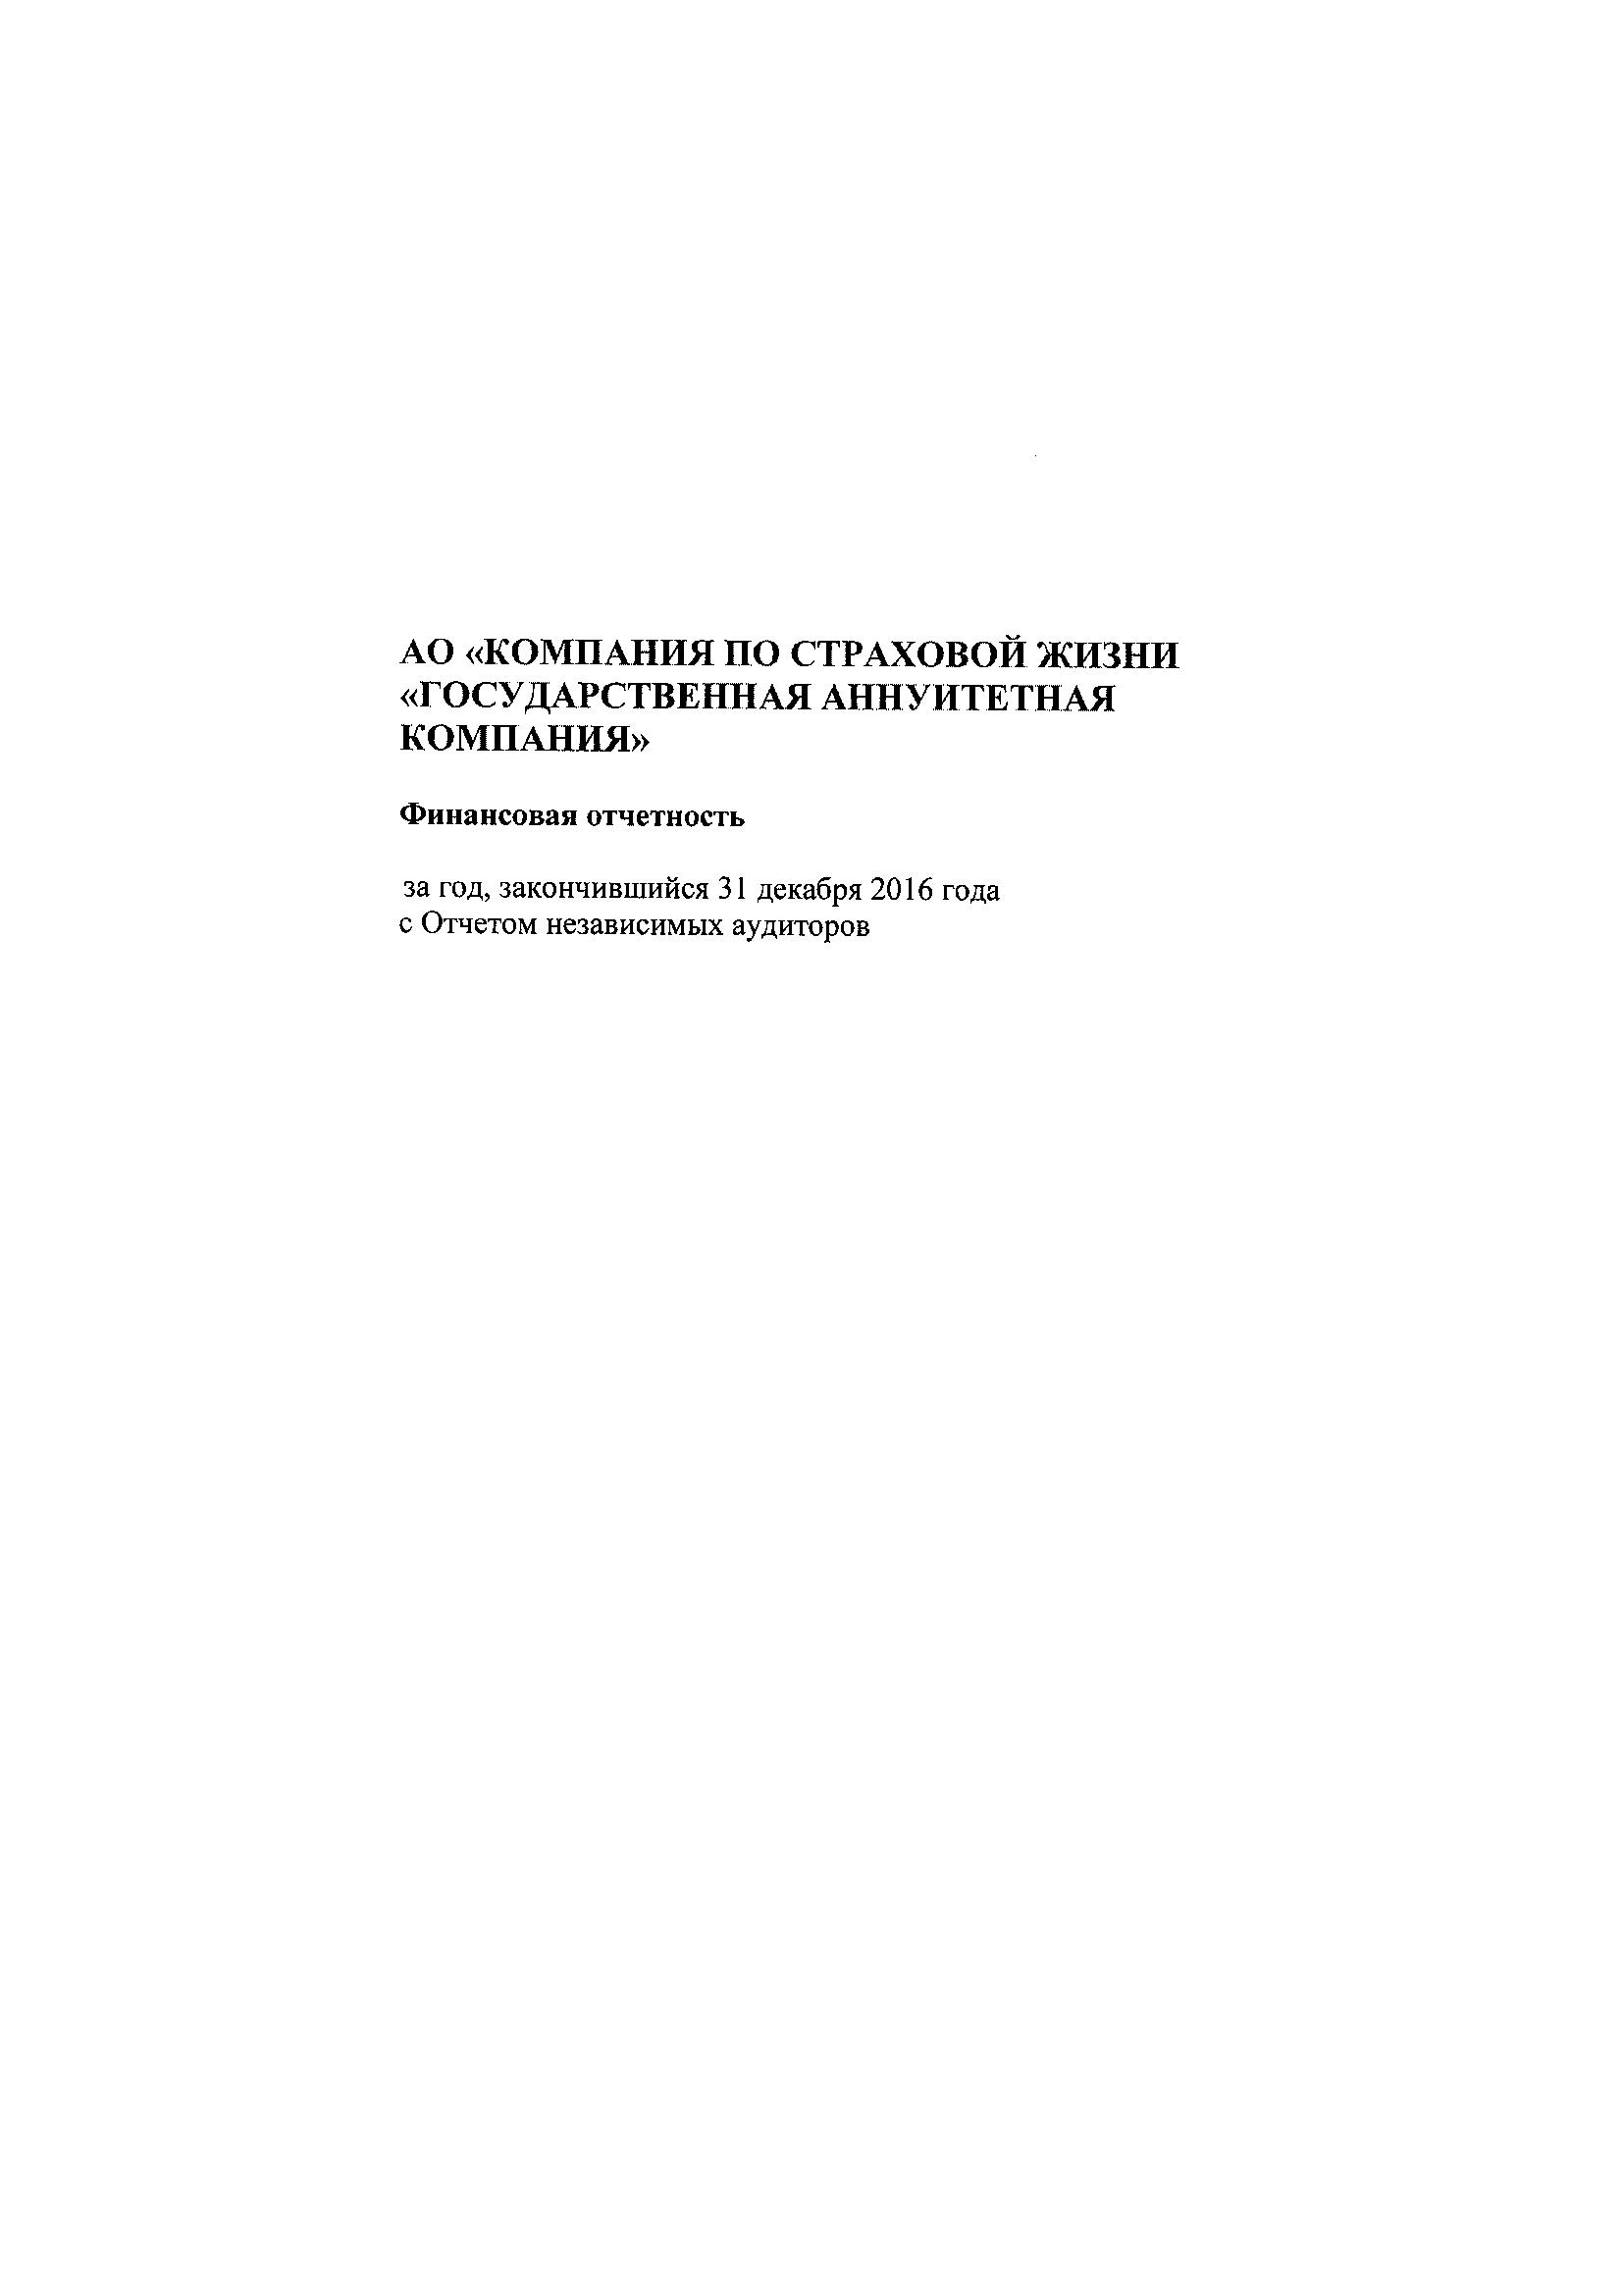 АО «КОМПАНИЯ ПО СТРАХОВОЙ ЖИЗНИ
«ГОСУДАРСТВЕННАЯ АННУИТЕТНАЯ
КОМПАНИЯ»
Финансовая отчетность
за год, закончившийся 31 декабря 2016 года
с Отчетом независимых аудиторов